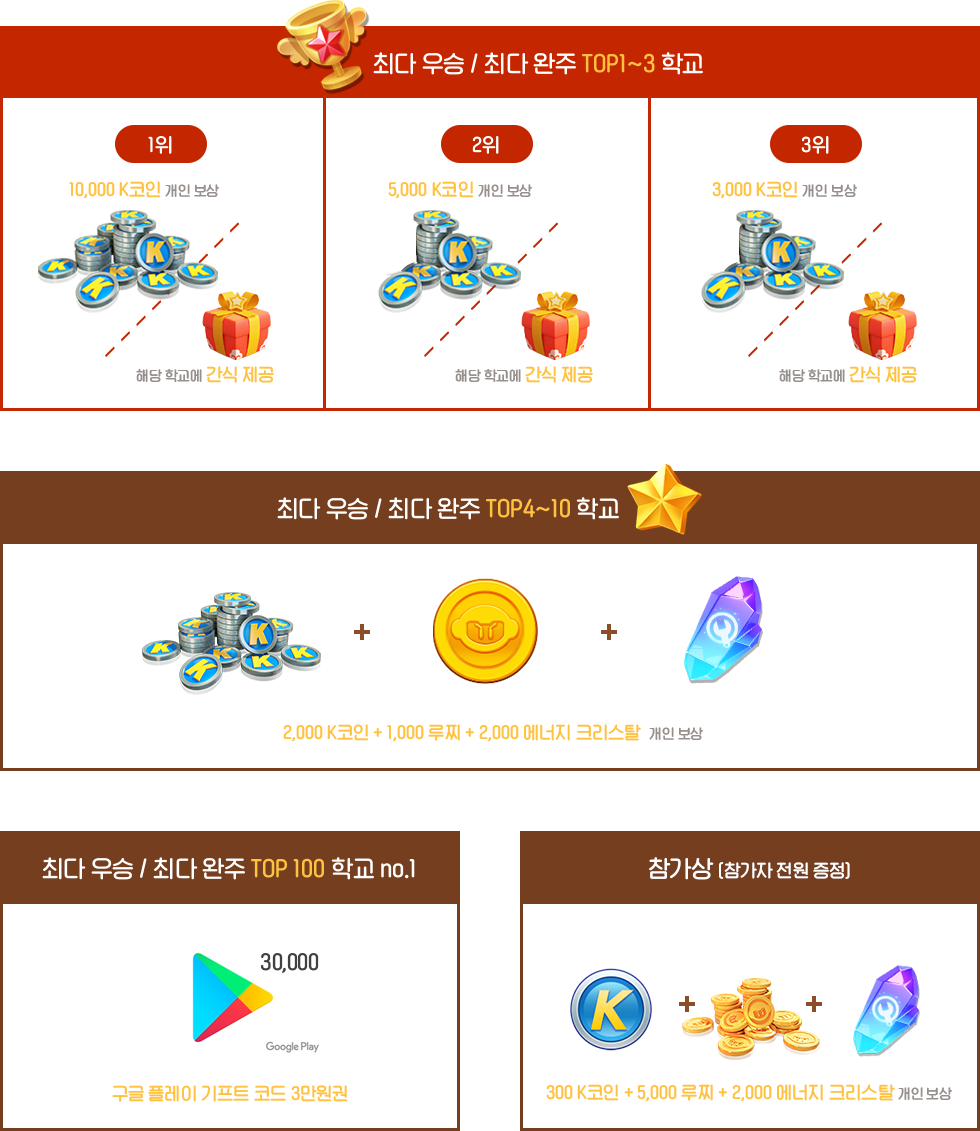 최다 우승 / 최다 완주 TOP1~3 학교
1위
10,000 K코인 개인 보상
해당 학교에 간식 제공
2위
5,000 K코인 개인 보상
해당 학교에 간식 제공
3위
3,000 K코인 개인 보상
해당 학교에 간식 제공
최다 우승 / 최다 완주 TOP4~10 학교
2,000 K코인 + 1,000 루찌 + 2,000 에너지 크리스탈 개인 보상
최다 우승 / 최다 완주 TOP 100 학교 no.1
30,000
Google Play
구글 플레이 기프트 코드 3만원권
참가상 (참가자 전원 증정)
K
300 K코인 + 5,000 루찌 + 2,000 에너지 크리스탈 개인 보상